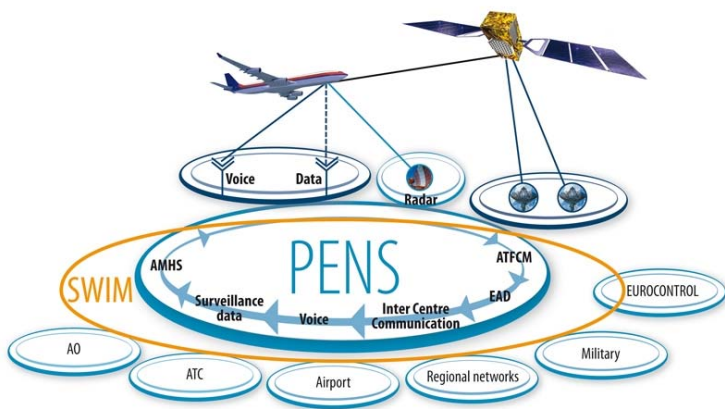 Voice
Data
Radar
PENS
SWIM
AMHS
ATFCM
EAD
Surveillance
data
Voice
Inter Centre
Communication
EUROCONTROL
AO
ATC
Airport
Regional networks
Military